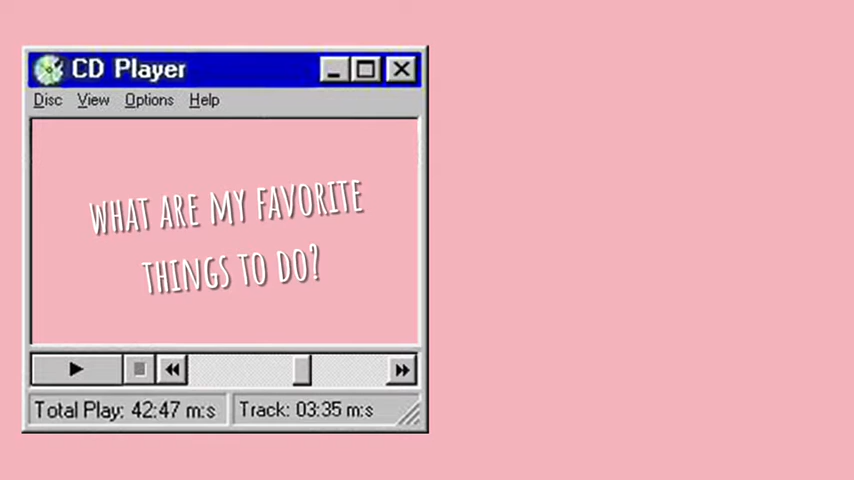 CD Player
Disc View Options Help
WHAT ARE MY FAVORITE
THINGS TO DO?
Total Play: 42:47 m:s Track: 03:35 m:s